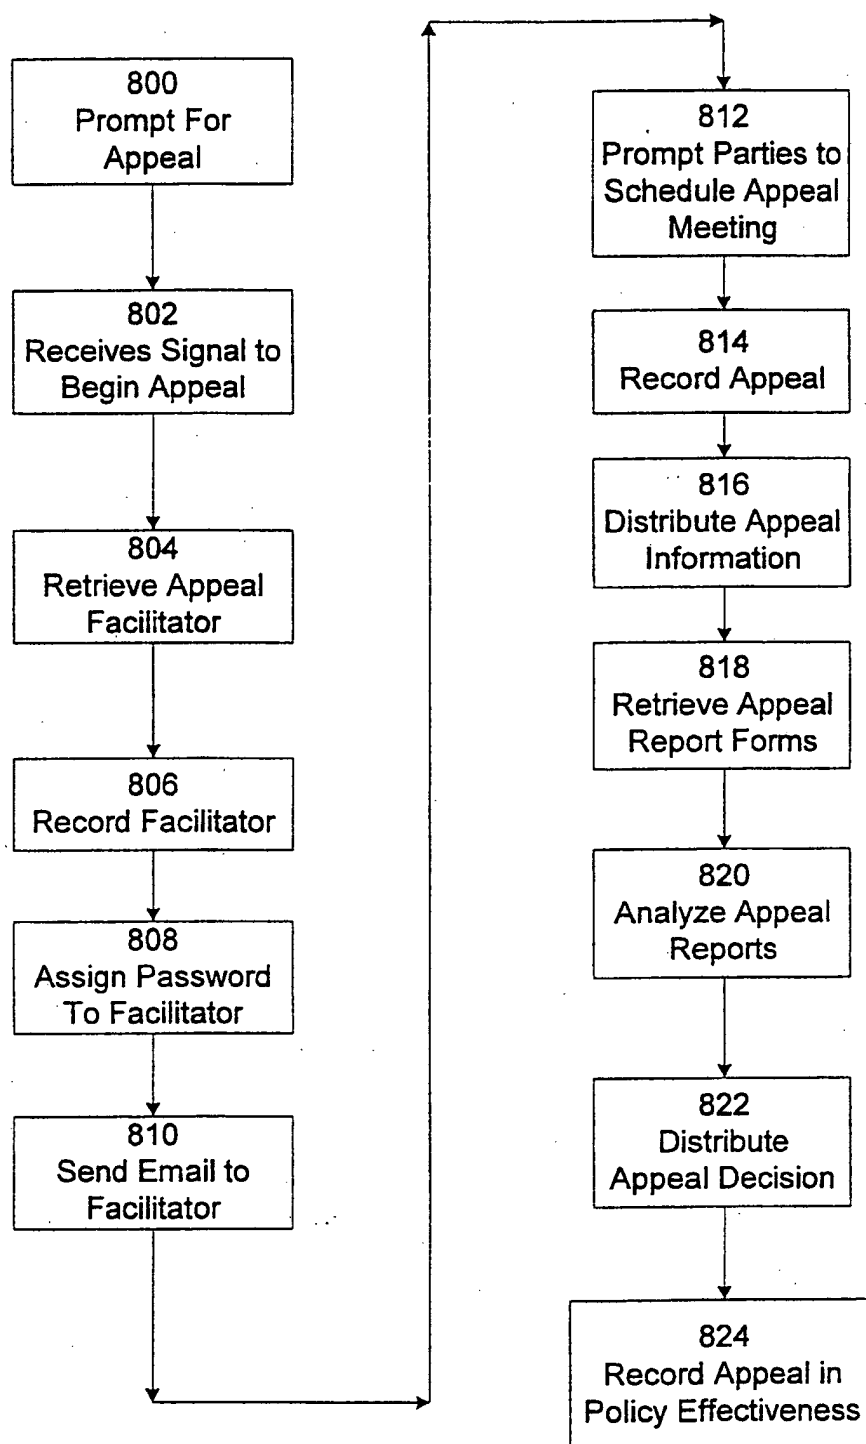 800
Prompt For
Appeal
802
Receives Signal to
Begin Appeal
804
Retrieve Appeal
Facilitator
806
Record Facilitator
808
Assign Password
To Facilitator
810
Send Email to
Facilitator
812
Prompt Parties to
Schedule Appeal
Meeting
814
Record Appeal
816
Distribute Appeal
Information
818
Retrieve Appeal
Report Forms
820
Analyze Appeal
Reports
822
Distribute
Appeal Decision
824
Record Appeal in
Policy Effectiveness